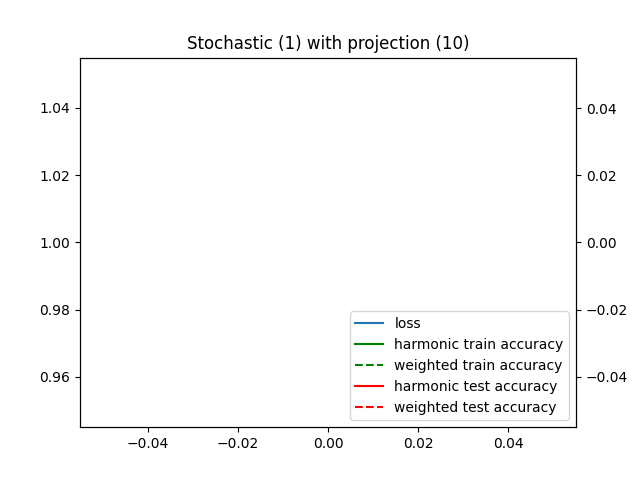 Stochastic (1) with projection (10)
1.04
1.02
1.00
0.98
0.96
0.04
0.02
0.00
−0.02
−0.04
loss
harmonic train accuracy
weighted train accuracy
harmonic test accuracy
weighted test accuracy
−0.04 −0.02 0.00 0.02 0.04